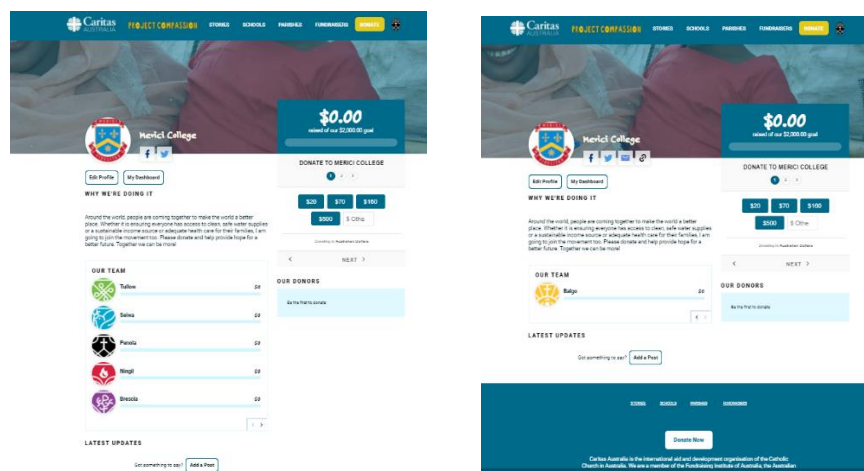 Caritas AUSTRALIA
PROJECT COMPASSION
STORIES SCHOOLS PARISHES FUNDRAISERS DONATE
$0.00
raised of our $2,000.00 goal
Merici College
DONATE TO MERICI COLLEGE
Edit Profile My Dashboard
WHY WE'RE DOING IT
$20 $70 $160
$500 $ Othe
Around the world, people are coming together to make the world a better
place. Whether it is ensuring everyone has access to clean, safe water supplies
or a sustainable income source or adequate health care for their families, I am
going to join the movement too. Please donate and help provide hope for a
better future. Together we can be more!
Donating in Australian Dollars
< NEXT >
OUR TEAM
Tullow $0
Selma $0
Penola $0
Ningil $0
Brescia $0
< >
OUR DONORS
Be the first to donate
LATEST UPDATES
Got something to say? Add a Post
Caritas AUSTRALIA
PROJECT COMPASSION
STORIES SCHOOLS PARISHES FUNDRAISERS DONATE
$0.00
raised of our $2,000.00 goal
Merici College
DONATE TO MERICI COLLEGE
Edit Profile My Dashboard
WHY WE'RE DOING IT
$20 $70 $160
$500 $ Othe
Around the world, people are coming together to make the world a better
place. Whether it is ensuring everyone has access to clean, safe water supplies
or a sustainable income source or adequate health care for their families, I am
going to join the movement too. Please donate and help provide hope for a
better future. Together we can be more!
Donating in Australian Dollars
< NEXT >
OUR TEAM
Balgo $0
< >
OUR DONORS
Be the first to donate
LATEST UPDATES
Got something to say? Add a Post
STORIES SCHOOLS PARISHES FUNDRAISERS
Donate Now
Caritas Australia is the international aid and development organisation of the Catholic
Church in Australia. We are a member of the Fundraising Institute of Australia, the Australian